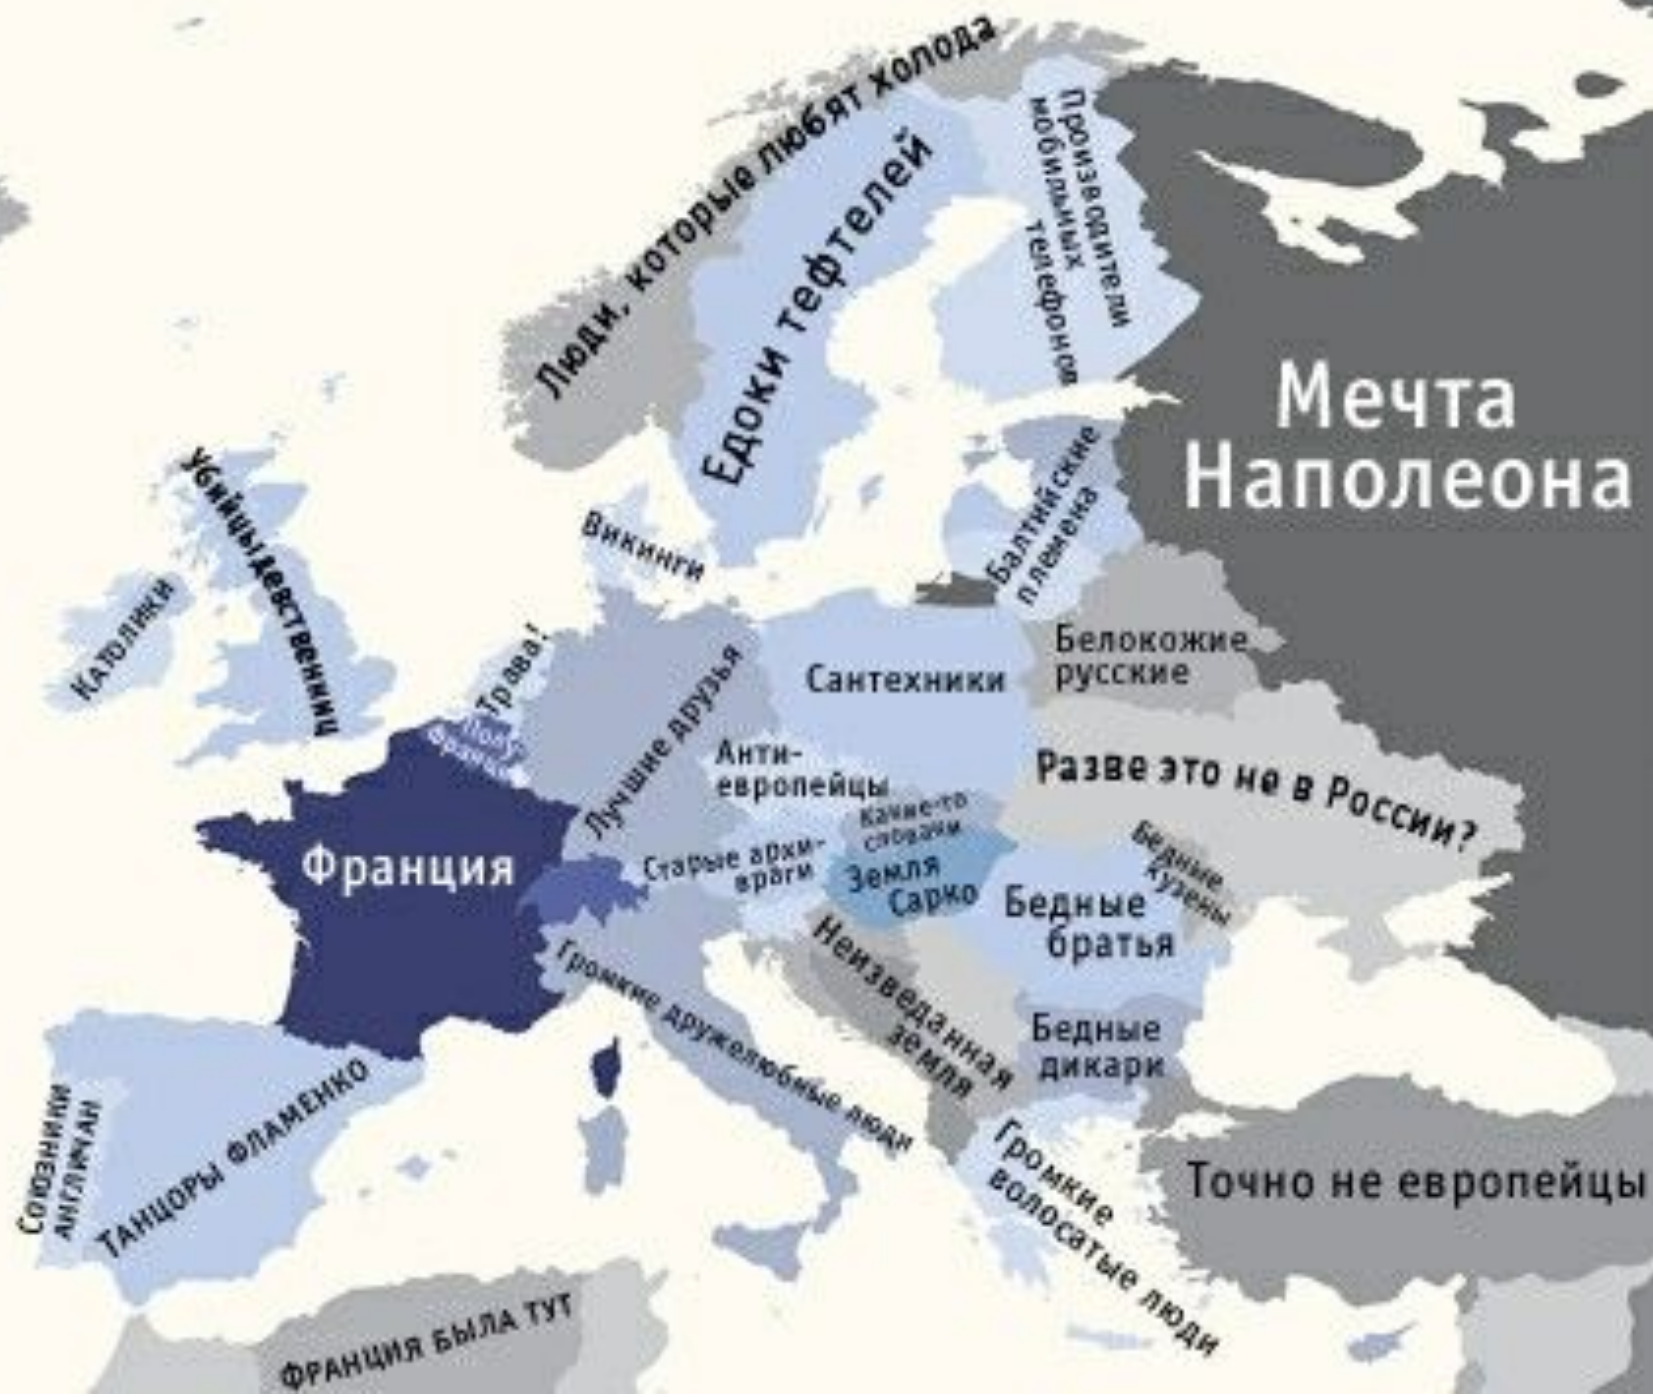 Люди, которые любят холода
Едоки тефтелей
Производители
мобильных
телефонов
Мечта
Наполеона
Балтийские
племена
Убийцы девственниц
Католики
Викинги
Трава!
Полу-
Сантехники
Белокожие
русские
Лучшие друзья
Анти-
европейцы
Разве это не в России?
Какие-то
Старые архи-
враги
Земля
Сарко
Франция
Бедные
кузены
Бедные
братья
Неизведанная
земля
Громкие дружелюбные люди
Бедные
дикари
Союзники
англичан
ТАНЦОРЫ ФЛАМЕНКО
Громкие
волосатые люди
Точно не европейцы
ФРАНЦИЯ БЫЛА ТУТ